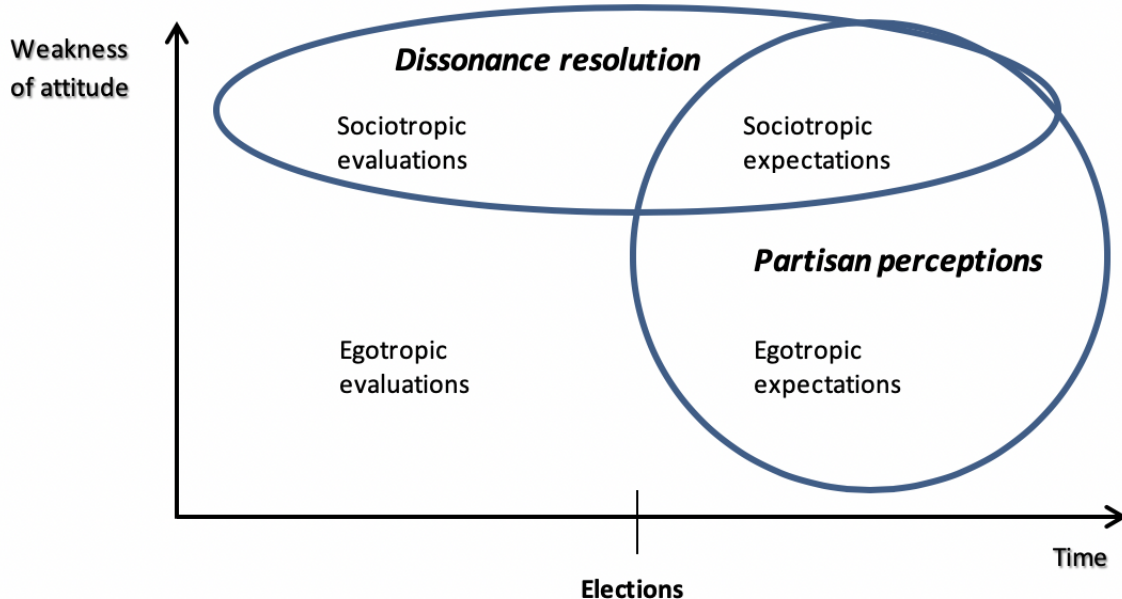 Weakness
of attitude
Dissonance resolution
Sociotropic
evaluations
Sociotropic
expectations
Partisan perceptions
Egotropic
evaluations
Egotropic
expectations
Time
Elections